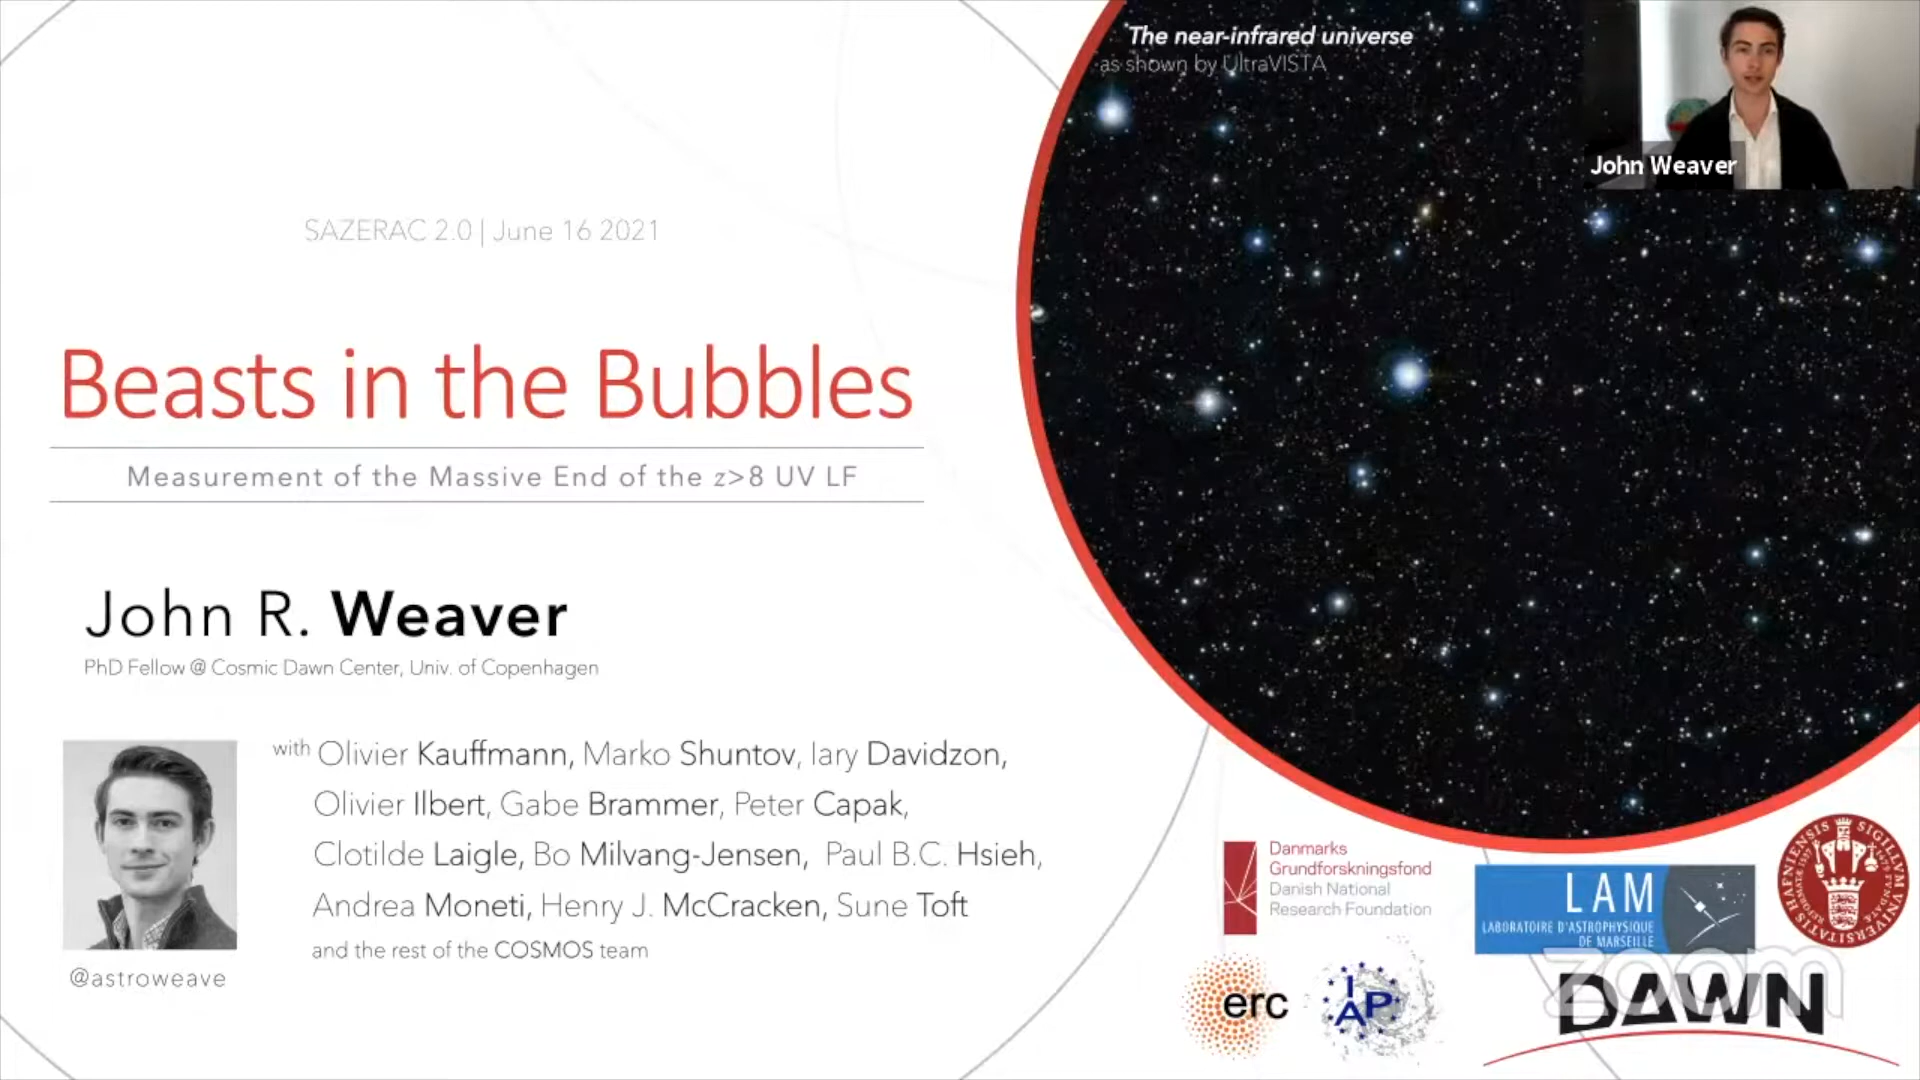 The near-infrared universe
as shown by UltraVISTA
John Weaver
SAZERAC 2.0 | June 16 2021
Beasts in the Bubbles
Measurement of the Massive End of the z>8 UV LF
John R. Weaver
PhD Fellow @ Cosmic Dawn Center, Univ. of Copenhagen
with Olivier Kauffmann, Marko Shuntov, Iary Davidzon,
Olivier Ilbert, Gabe Brammer, Peter Capak,
Clotilde Laigle, Bo Milvang-Jensen, Paul B.C. Hsieh,
Andrea Moneti, Henry J. McCracken, Sune Toft
and the rest of the COSMOS team
@astroweave
Danmarks
Grundforskningsfond
Danish National
Research Foundation
LAM
LABORATOIRE D'ASTROPHYSIQUE
DE MARSEILLE
erc
IAP
zoom
DAWN